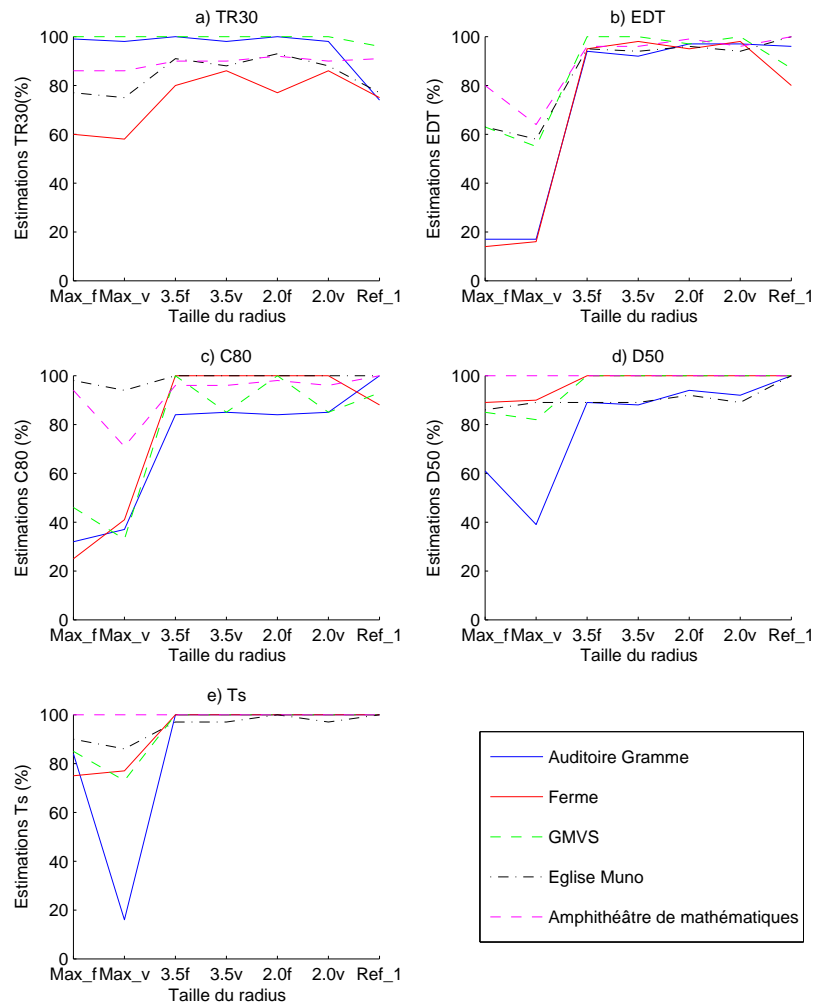 a) TR30
Estimations TR30(%)
100
80
60
40
20
0
Max_f Max_v 3.5f 3.5v 2.0f 2.0v Ref_1
Taille du radius
b) EDT
Estimations EDT (%)
100
80
60
40
20
0
Max_f Max_v 3.5f 3.5v 2.0f 2.0v Ref_1
Taille du radius
c) C80
Estimations C80 (%)
100
80
60
40
20
0
Max_f Max_v 3.5f 3.5v 2.0f 2.0v Ref_1
Taille du radius
d) D50
Estimations D50 (%)
100
80
60
40
20
0
Max_f Max_v 3.5f 3.5v 2.0f 2.0v Ref_1
Taille du radius
e) Ts
Estimations Ts (%)
100
80
60
40
20
0
Max_f Max_v 3.5f 3.5v 2.0f 2.0v Ref_1
Taille du radius
Auditoire Gramme
Ferme
GMVS
Eglise Muno
Amphithéâtre de mathématiques